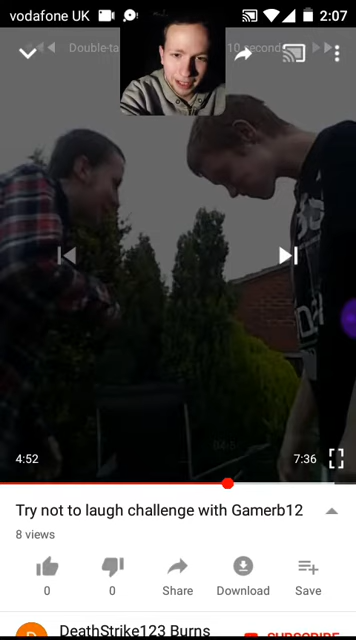 vodafone UK 2:07
Double-ta 10 second
4:52 7:36
Try not to laugh challenge with Gamerb12
8 views
0 0 Share Download Save
D DeathStrike123 Burns
SUBSCRIBE